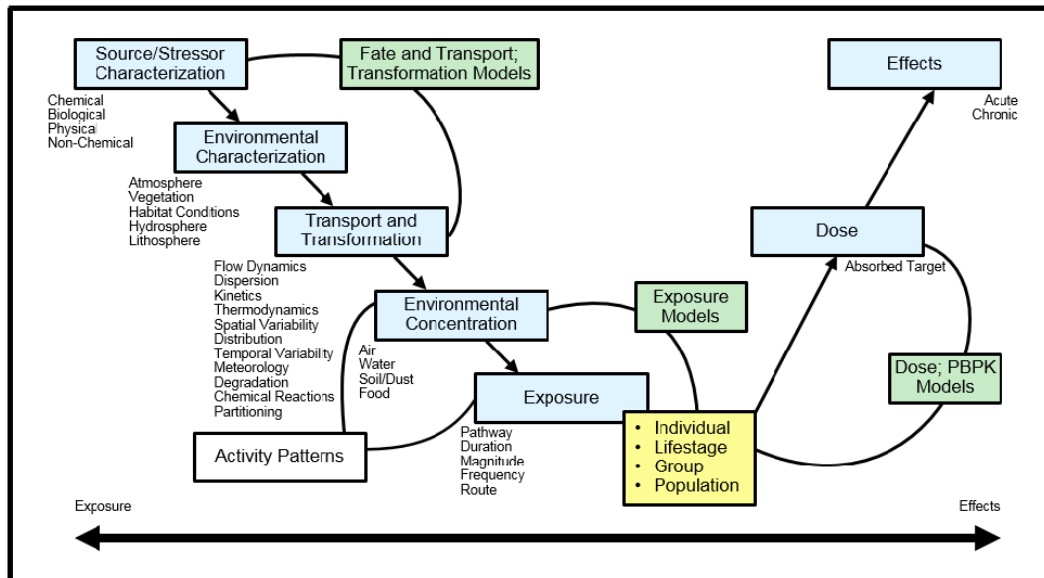 Source/Stressor
Characterization
Chemical
Biological
Physical
Non-Chemical
Fate and Transport;
Transformation Models
Effects
Acute
Chronic
Environmental
Characterization
Atmosphere
Vegetation
Habitat Conditions
Hydrosphere
Lithosphere
Transport and
Transformation
Flow Dynamics
Dispersion
Kinetics
Thermodynamics
Spatial Variability
Distribution
Temporal Variability
Meteorology
Degradation
Chemical Reactions
Partitioning
Dose
Absorbed Target
Environmental
Concentration
Air
Water
Soil/Dust
Food
Exposure
Models
Dose; PBPK
Models
Exposure
Pathway
Duration
Magnitude
Frequency
Route
Activity Patterns
• Individual
• Lifestage
• Group
• Population
Exposure
Effects